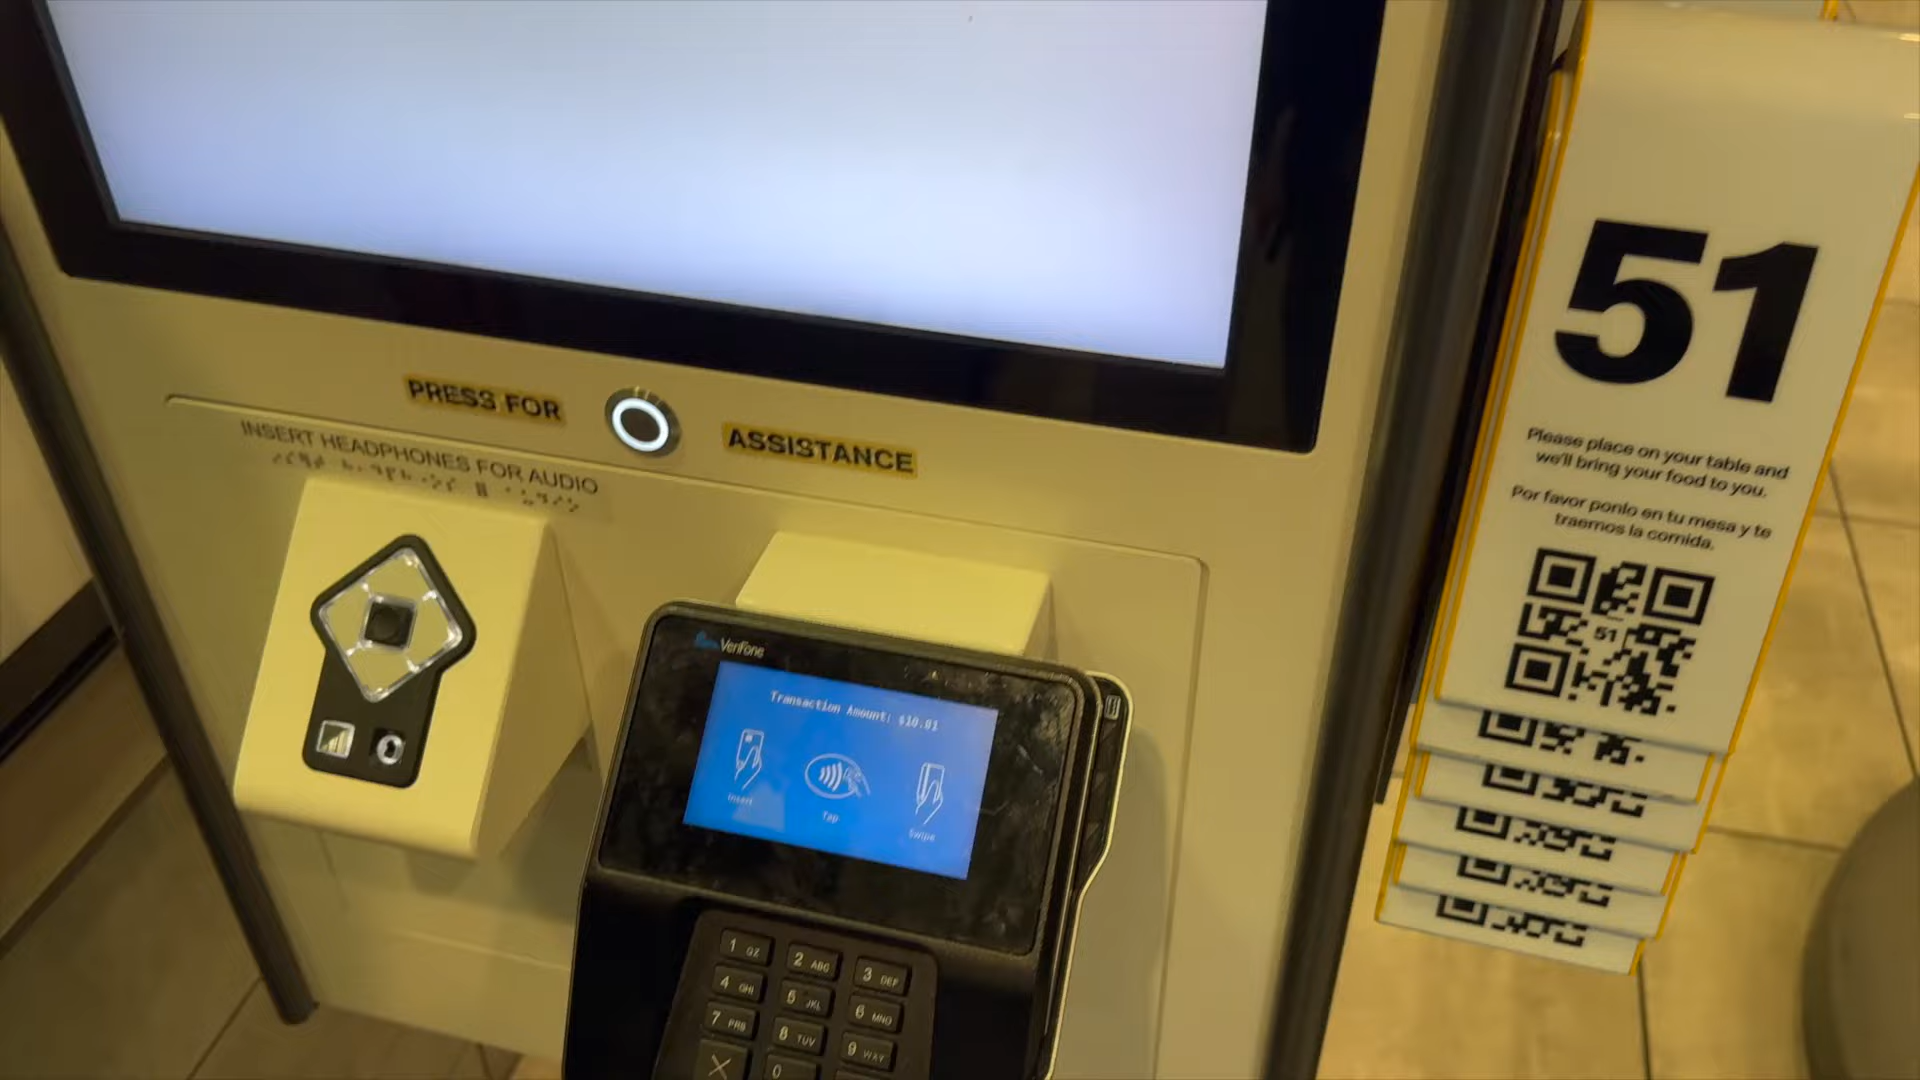 PRESS FOR
ASSISTANCE
INSERT HEADPHONES FOR AUDIO
Verifone
Transaction Amount: $10.81
Insert
Tap
Swipe
1 QZ
2 ABC
3 DEF
4 GHI
5 JKL
6 MNO
7 PRS
8 TUV
9 WXY
0
51
Please place on your table and
we'll bring your food to you.
Por favor ponlo en tu mesa y te
traemos la comida.
51